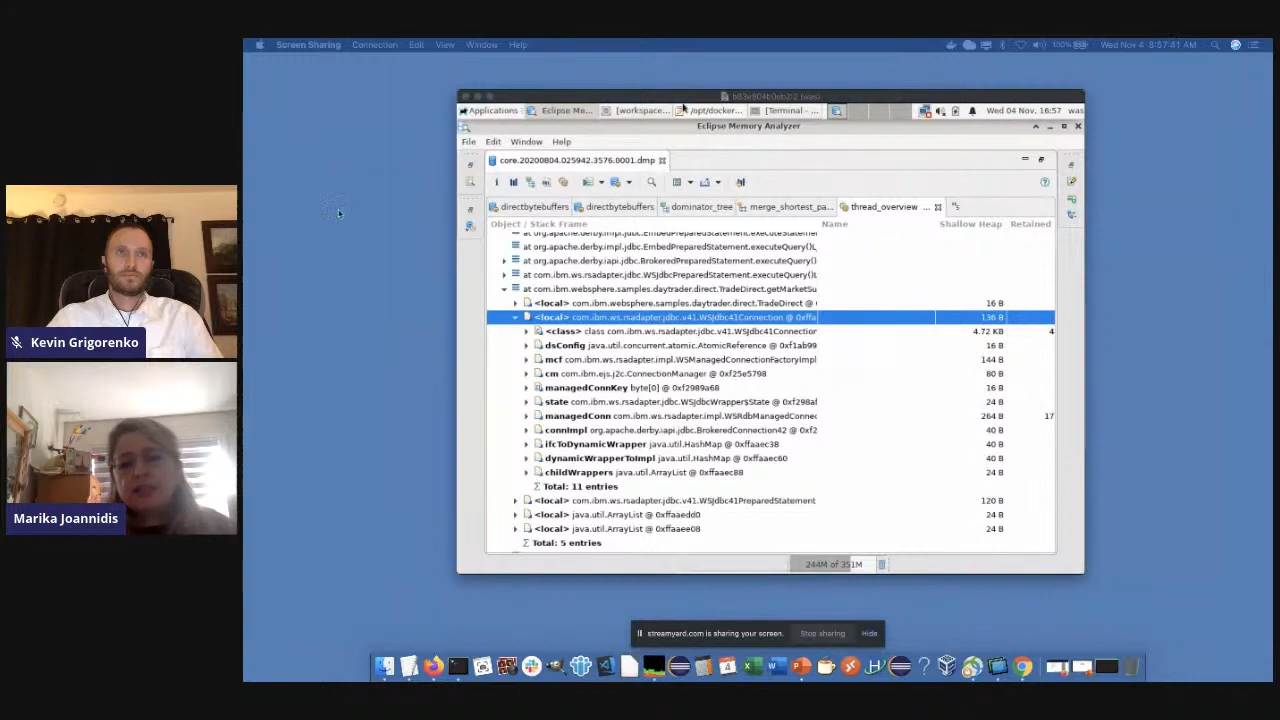 Screen Sharing Connection Edit View Window Help
100% Wed Nov 4 8:57:41 AM
Applications Eclipse Me... [workspace... /opt/docker... [Terminal - ... Wed 04 Nov, 16:57 was
Eclipse Memory Analyzer
File Edit Window Help
core.20200804.025942.3576.0001.dmp
directbytebuffers directbytebuffers dominator_tree merge_shortest_pa... thread_overview ...
Object / Stack Frame Name Shallow Heap Retained
at org.apache.derby.impl.jdbc.EmbedPreparedStatement.executeStatem
at org.apache.derby.impl.jdbc.EmbedPreparedStatement.executeQuery()L
at org.apache.derby.iapi.jdbc.BrokeredPreparedStatement.executeQuery(
at com.ibm.ws.rsadapter.jdbc.WSJdbcPreparedStatement.executeQuery()L
at com.ibm.websphere.samples.daytrader.direct.TradeDirect.getMarketSu
<local> com.ibm.websphere.samples.daytrader.direct.TradeDirect @ 16 B
<local> com.ibm.ws.rsadapter.jdbc.v41.WSJdbc41Connection @ 0xffa 136 B
<class> class com.ibm.ws.rsadapter.jdbc.v41.WSJdbc41Connection 4.72 KB 4
dsConfig java.util.concurrent.atomic.AtomicReference @ 0xf1ab99 16 B
mcf com.ibm.ws.rsadapter.impl.WSManagedConnectionFactoryImpl 144 B
cm com.ibm.ejs.j2c.ConnectionManager @ 0xf25e5798 80 B
managedConnKey byte[0] @ 0xf2989a68 16 B
state com.ibm.ws.rsadapter.jdbc.WSJdbcWrapper$State @ 0xf298af 24 B
managedConn com.ibm.ws.rsadapter.impl.WSRdbManagedConnec 264 B 17
connImpl org.apache.derby.iapi.jdbc.BrokeredConnection42 @ 0xf2 40 B
ifcToDynamicWrapper java.util.HashMap @ 0xffaaec38 40 B
dynamicWrapperToImpl java.util.HashMap @ 0xffaaec60 40 B
childWrappers java.util.ArrayList @ 0xffaaec88 24 B
Total: 11 entries
<local> com.ibm.ws.rsadapter.jdbc.v41.WSJdbc41PreparedStatement 120 B
<local> java.util.ArrayList @ 0xffaaedd0 24 B
<local> java.util.ArrayList @ 0xffaaee08 24 B
Total: 5 entries
244M of 351M
Kevin Grigorenko
Marika Joannidis
streamyard.com is sharing your screen. Stop sharing Hide